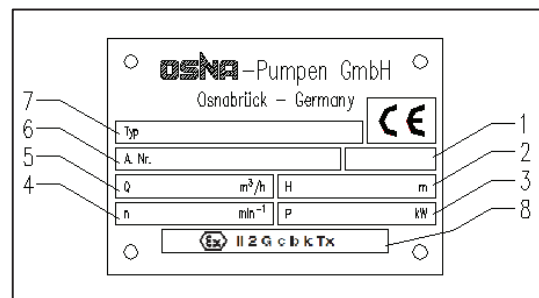 OSNA-Pumpen GmbH
Osnabrück – Germany
CE
7
Typ
6
A. Nr.
1
5
Q m³/h H m
2
4
n min⁻¹ P kW
3
Ex II 2 G c b k Tx
8